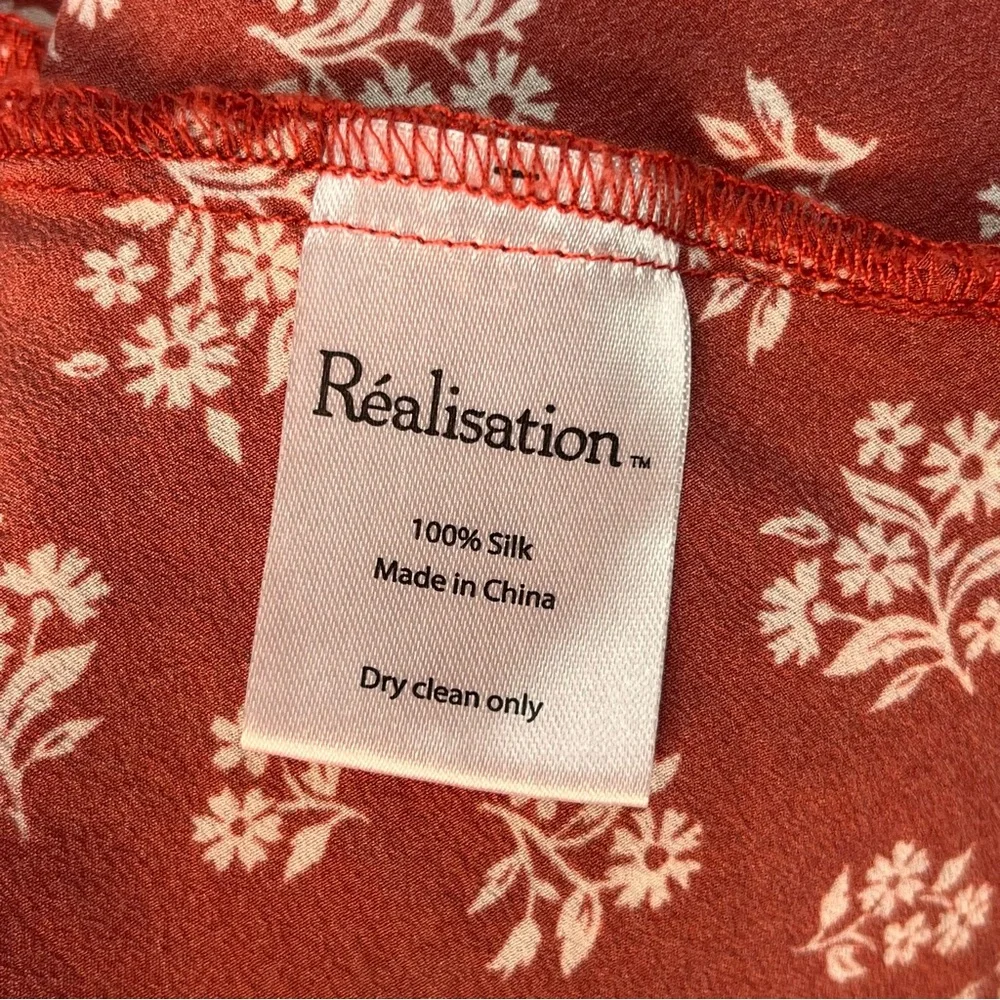 Réalisation™
100% Silk
Made in China
Dry clean only